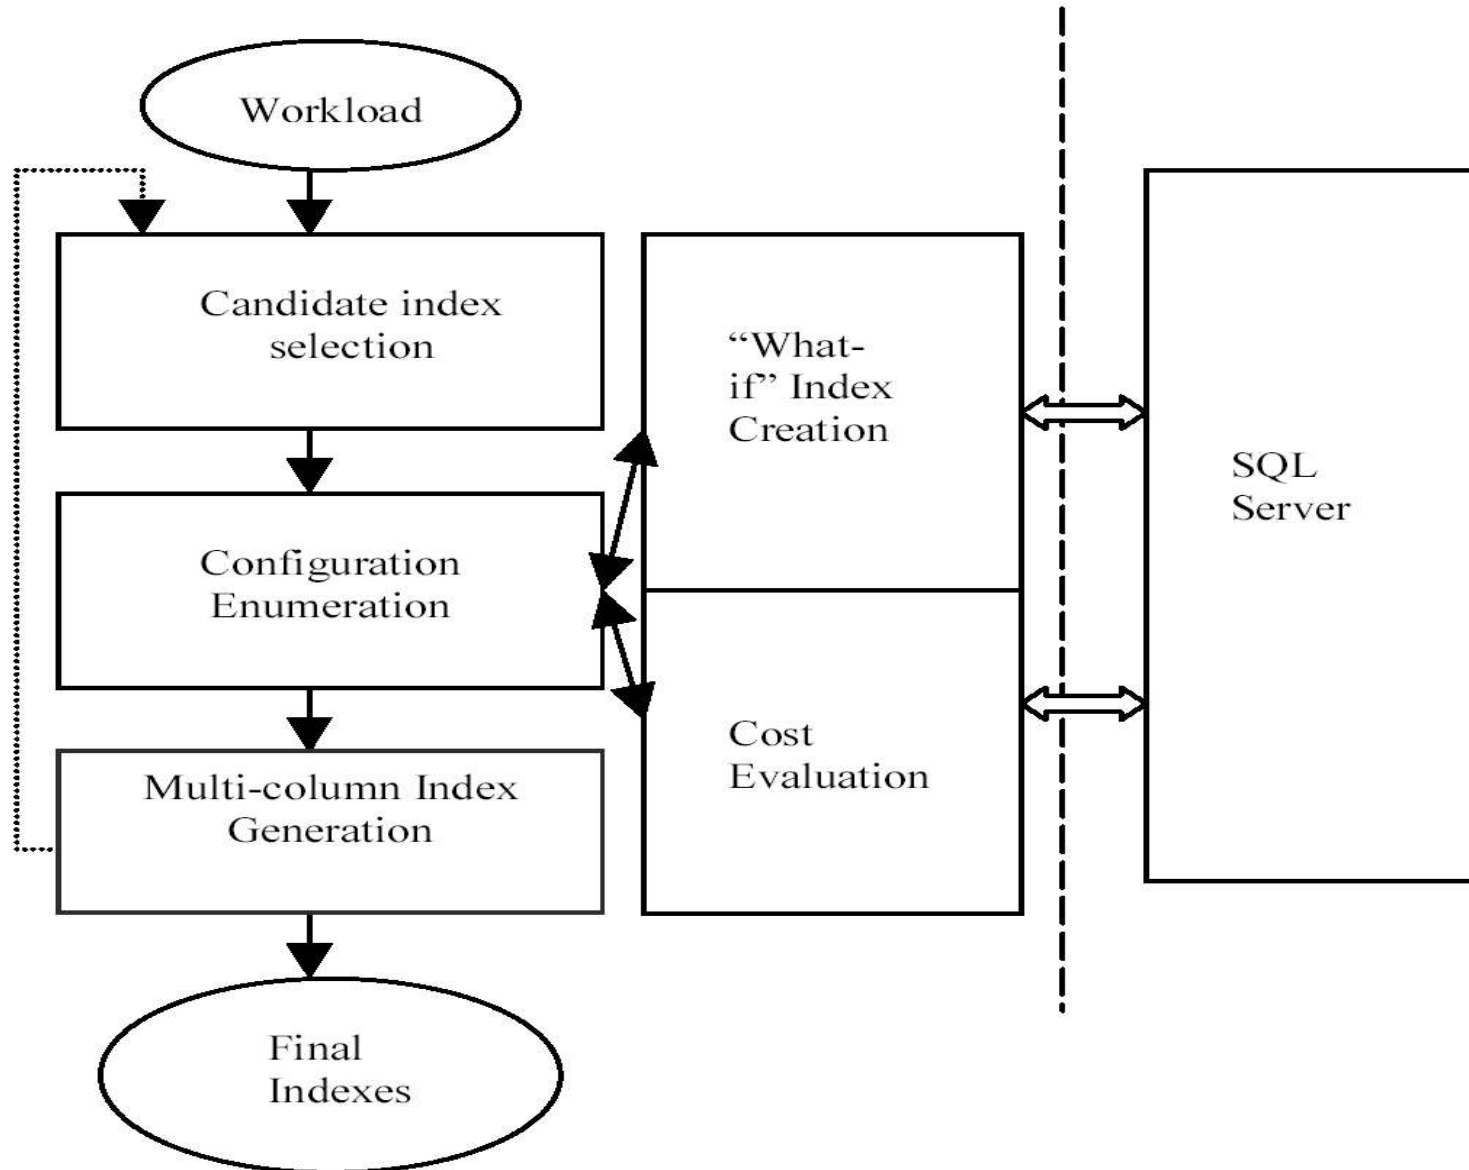 Workload
Candidate index
selection
“What-
if” Index
Creation
SQL
Server
Configuration
Enumeration
Cost
Evaluation
Multi-column Index
Generation
Final
Indexes